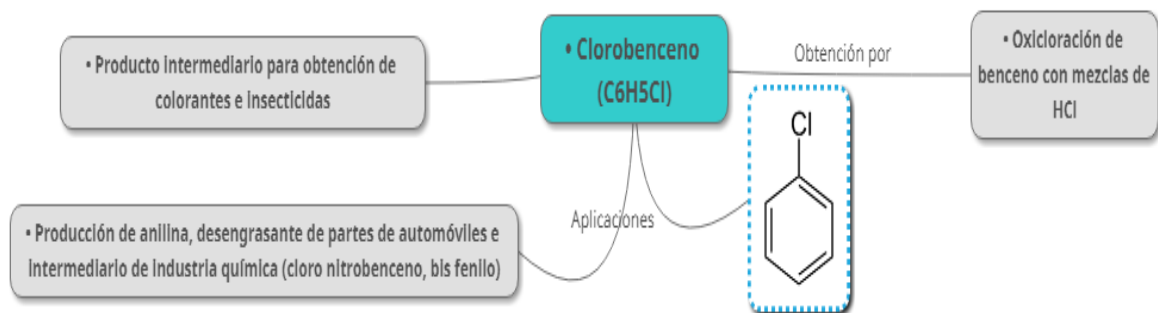 • Producto intermediario para obtención de
colorantes e insecticidas
• Clorobenceno
(C6H5Cl)
Obtención por
• Oxicloración de
benceno con mezclas de
HCl
Cl
Aplicaciones
• Producción de anilina, desengrasante de partes de automóviles e
intermediario de industria química (cloro nitrobenceno, bis fenilo)